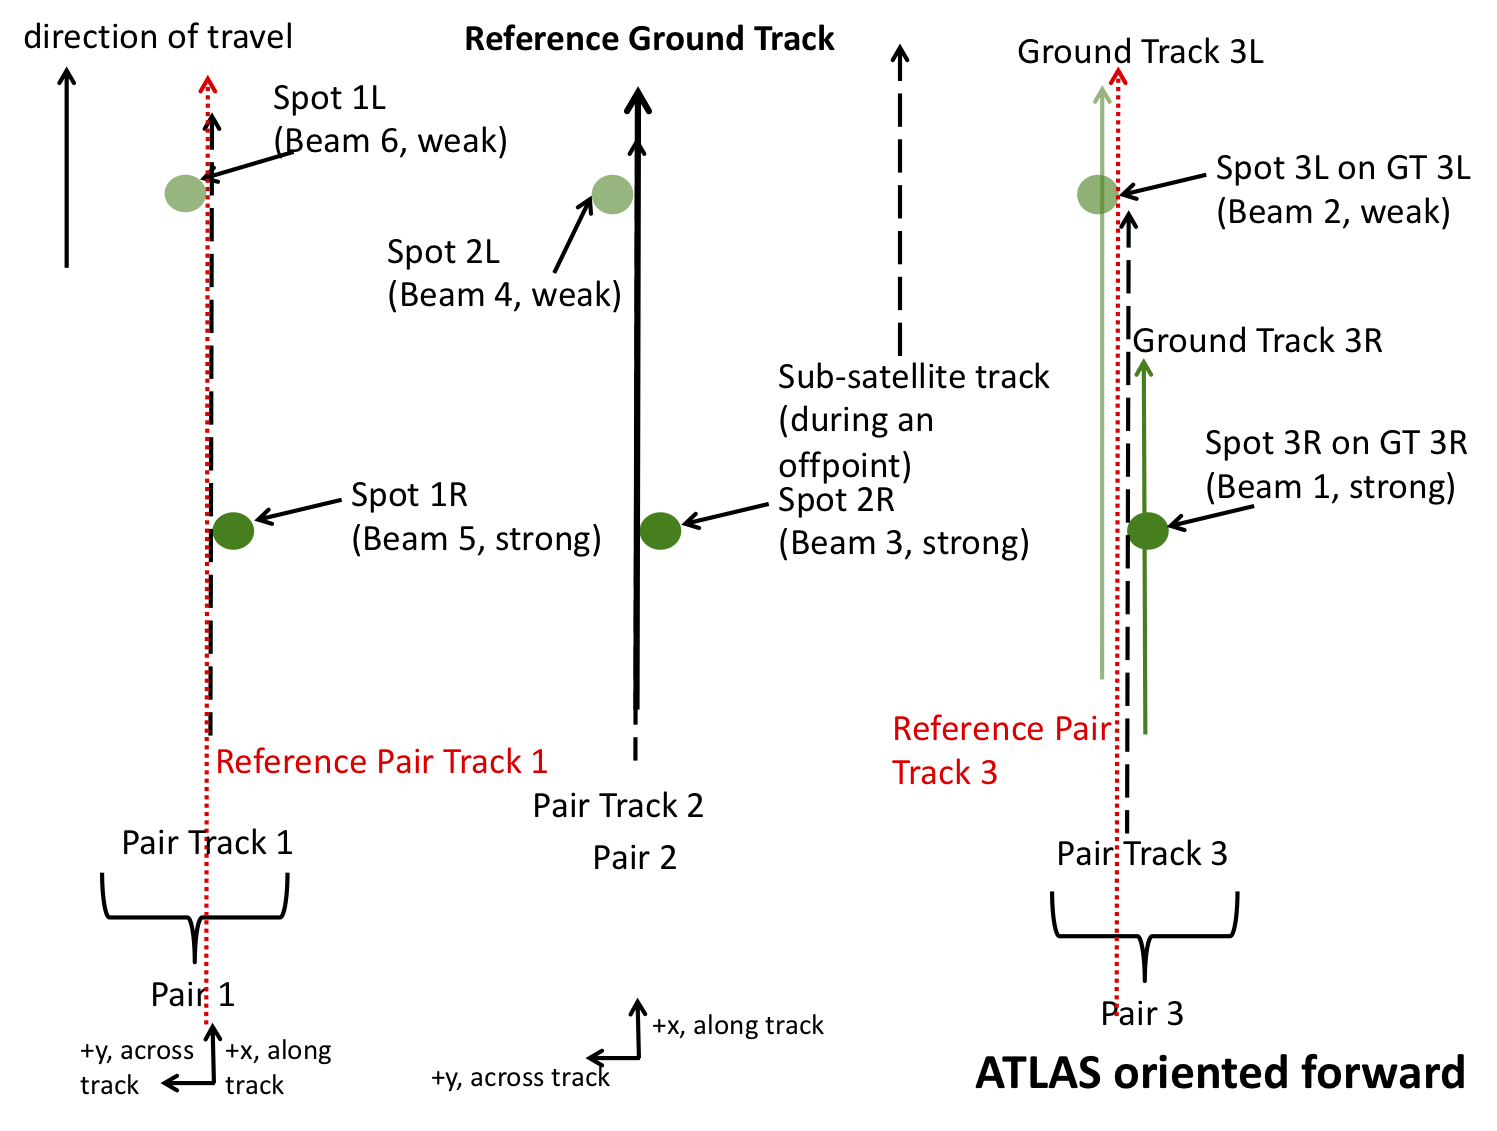 direction of travel
Reference Ground Track
Ground Track 3L
Spot 1L
(Beam 6, weak)
Spot 3L on GT 3L
(Beam 2, weak)
Spot 2L
(Beam 4, weak)
Ground Track 3R
Sub-satellite track
(during an
offpoint)
Spot 3R on GT 3R
(Beam 1, strong)
Spot 1R
(Beam 5, strong)
Spot 2R
(Beam 3, strong)
Reference Pair Track 1
Reference Pair
Track 3
Pair Track 2
Pair 2
Pair Track 1
Pair Track 3
Pair 1
Pair 3
+y, across
track
+x, along
track
+x, along track
+y, across track
ATLAS oriented forward